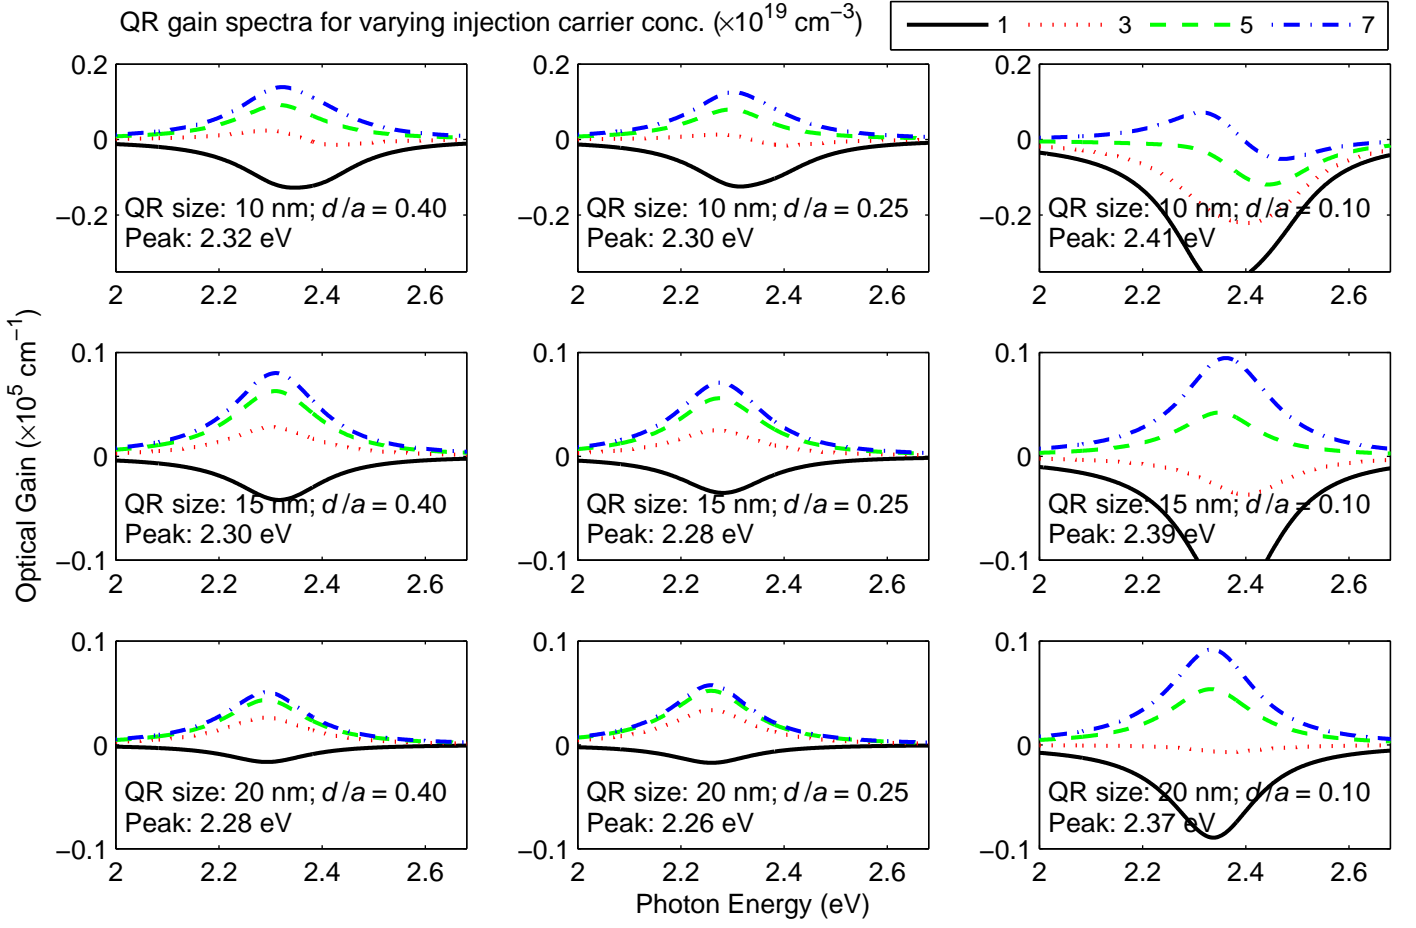 QR gain spectra for varying injection carrier conc. (×10^19 cm^−3)
1 3 5 7
0.2
0
−0.2
2 2.2 2.4 2.6
QR size: 10 nm; d/a = 0.40
Peak: 2.32 eV
0.2
0
−0.2
2 2.2 2.4 2.6
QR size: 10 nm; d/a = 0.25
Peak: 2.30 eV
0.2
0
−0.2
2 2.2 2.4 2.6
QR size: 10 nm; d/a = 0.10
Peak: 2.41 eV
Optical Gain (×10^5 cm^−1)
0.1
0
−0.1
2 2.2 2.4 2.6
QR size: 15 nm; d/a = 0.40
Peak: 2.30 eV
0.1
0
−0.1
2 2.2 2.4 2.6
QR size: 15 nm; d/a = 0.25
Peak: 2.28 eV
0.1
0
−0.1
2 2.2 2.4 2.6
QR size: 15 nm; d/a = 0.10
Peak: 2.39 eV
0.1
0
−0.1
2 2.2 2.4 2.6
QR size: 20 nm; d/a = 0.40
Peak: 2.28 eV
0.1
0
−0.1
2 2.2 2.4 2.6
QR size: 20 nm; d/a = 0.25
Peak: 2.26 eV
0.1
0
−0.1
2 2.2 2.4 2.6
QR size: 20 nm; d/a = 0.10
Peak: 2.37 eV
Photon Energy (eV)